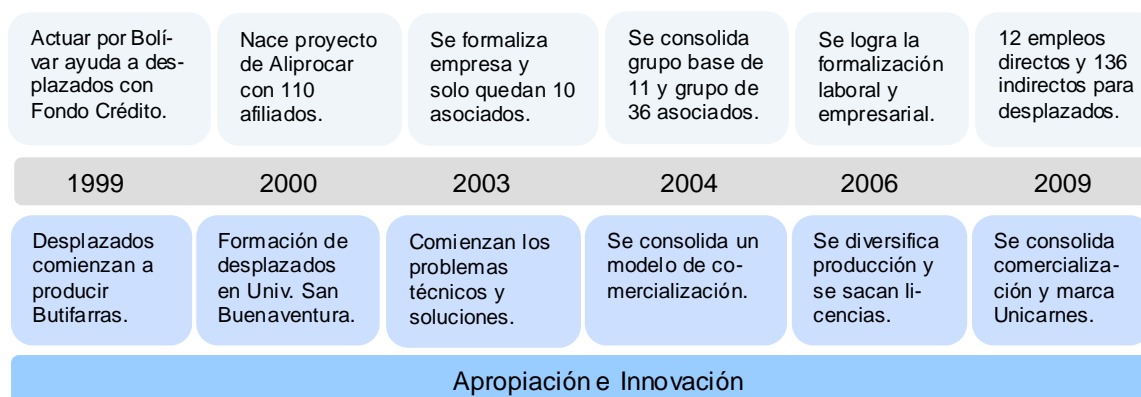 Actuar por Bolí-
var ayuda a des-
plazados con
Fondo Crédito.
Nace proyecto
de Aliprocar
con 110
afiliados.
Se formaliza
empresa y
solo quedan 10
asociados.
Se consolida
grupo base de
11 y grupo de
36 asociados.
Se logra la
formalización
laboral y
empresarial.
12 empleos
directos y 136
indirectos para
desplazados.
1999 2000 2003 2004 2006 2009
Desplazados
comienzan a
producir
Butifarras.
Formación de
desplazados
en Univ. San
Buenaventura.
Comienzan los
problemas
técnicos y
soluciones.
Se consolida un
modelo de co-
mercialización.
Se diversifica
producción y
se sacan li-
cencias.
Se consolida
comercializa-
ción y marca
Unicarnes.
Apropiación e Innovación